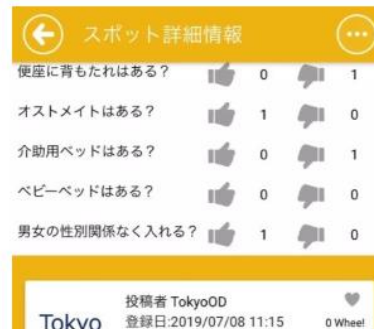 スポット詳細情報
便座に背もたれはある? 0 1
オストメイトはある? 1 0
介助用ベッドはある? 0 1
ベビーベッドはある? 0 0
男女の性別関係なく入れる? 1 0
投稿者 TokyoOD
Tokyo 登録日:2019/07/08 11:15 0 Wheel